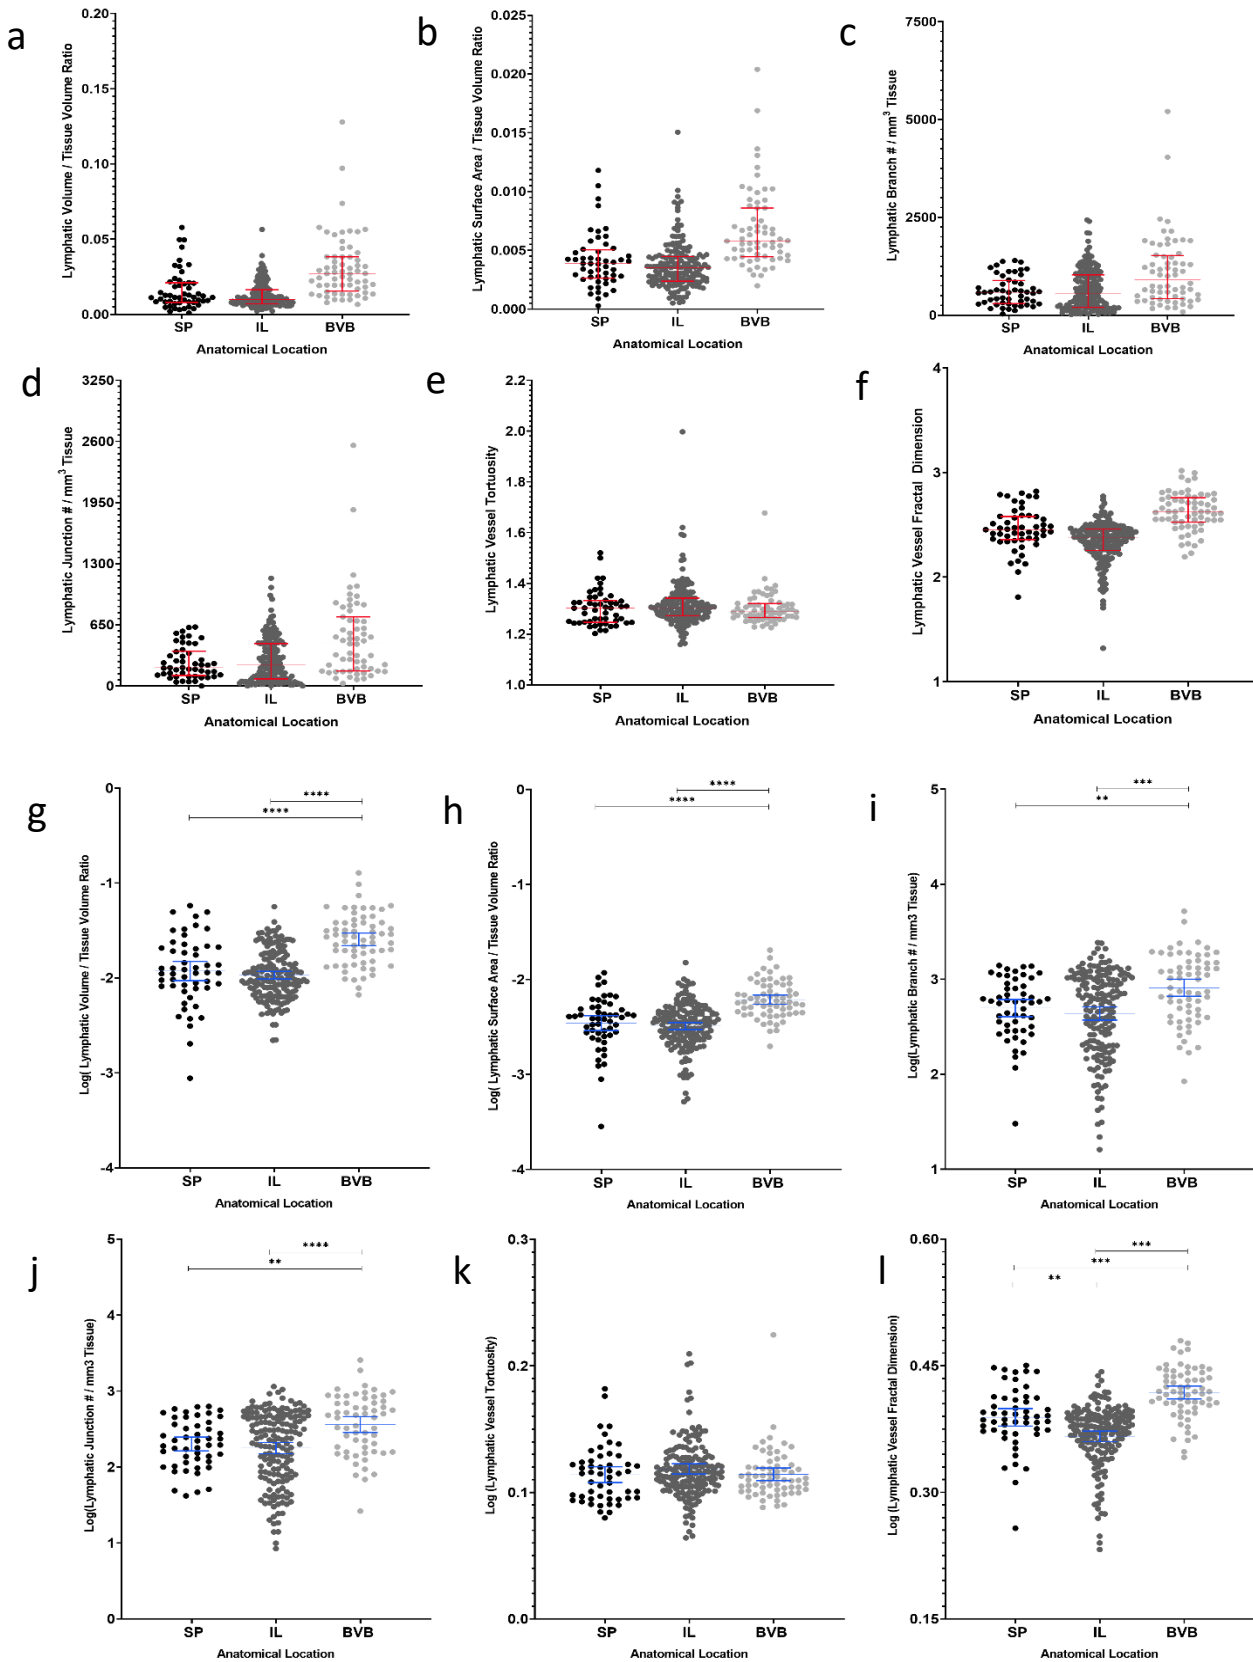 a
Lymphatic Volume / Tissue Volume Ratio
0.20
0.15
0.10
0.05
0.00
SP IL BVB
Anatomical Location
b
Lymphatic Surface Area / Tissue Volume Ratio
0.025
0.020
0.015
0.010
0.005
0.000
SP IL BVB
Anatomical Location
c
Lymphatic Branch # / mm³ Tissue
7500
5000
2500
0
SP IL BVB
Anatomical Location
d
Lymphatic Junction # / mm³ Tissue
3250
2600
1950
1300
650
0
SP IL BVB
Anatomical Location
e
Lymphatic Vessel Tortuosity
2.2
2.0
1.8
1.6
1.4
1.2
1.0
SP IL BVB
Anatomical Location
f
Lymphatic Vessel Fractal Dimension
4
3
2
1
SP IL BVB
Anatomical Location
g
Log( Lymphatic Volume / Tissue Volume Ratio
0
-1
-2
-3
-4
****
****
SP IL BVB
Anatomical Location
h
Log( Lymphatic Surface Area / Tissue Volume Ratio
0
-1
-2
-3
-4
****
****
SP IL BVB
Anatomical Location
i
Log(Lymphatic Branch # / mm3 Tissue)
5
4
3
2
1
***
**
SP IL BVB
Anatomical Location
j
Log(Lymphatic Junction # / mm3 Tissue)
5
4
3
2
1
0
****
**
SP IL BVB
Anatomical Location
k
Log (Lymphatic Vessel Tortuosity)
0.3
0.2
0.1
0.0
SP IL BVB
Anatomical Location
l
Log (Lymphatic Vessel Fractal Dimension)
0.60
0.45
0.30
0.15
***
***
**
SP IL BVB
Anatomical Location